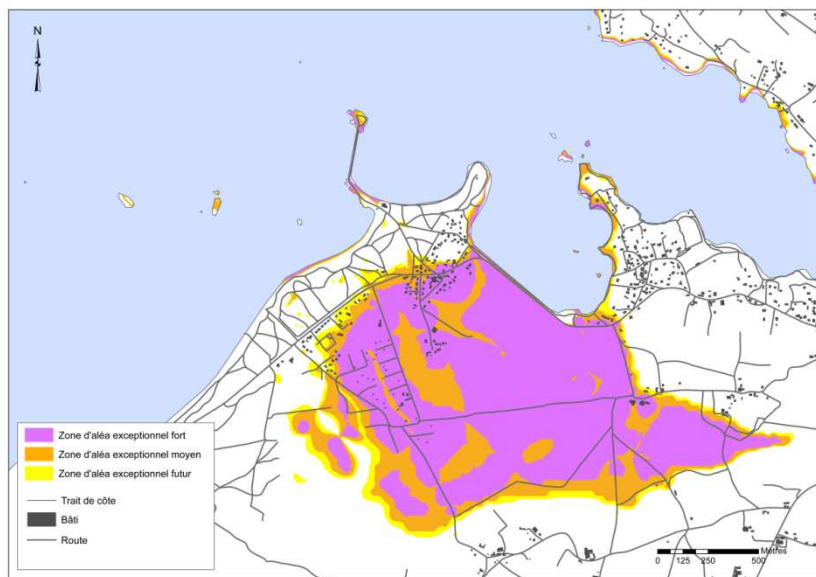 N
Zone d'aléa exceptionnel fort
Zone d'aléa exceptionnel moyen
Zone d'aléa exceptionnel futur
Trait de côte
Bâti
Route
Mètres
0 125 250 500